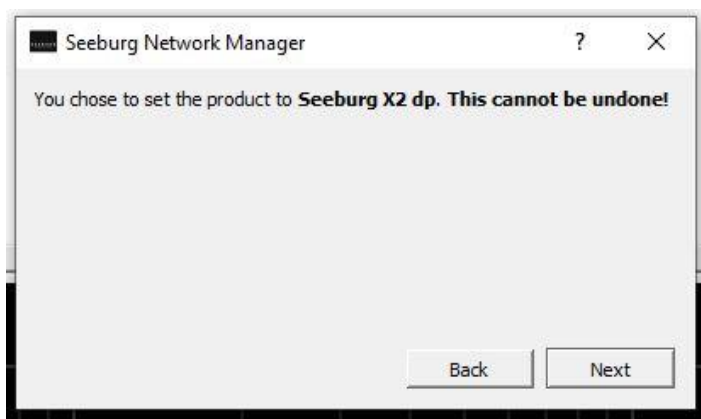 Seeburg Network Manager
You chose to set the product to Seeburg X2 dp. This cannot be undone!
Back Next